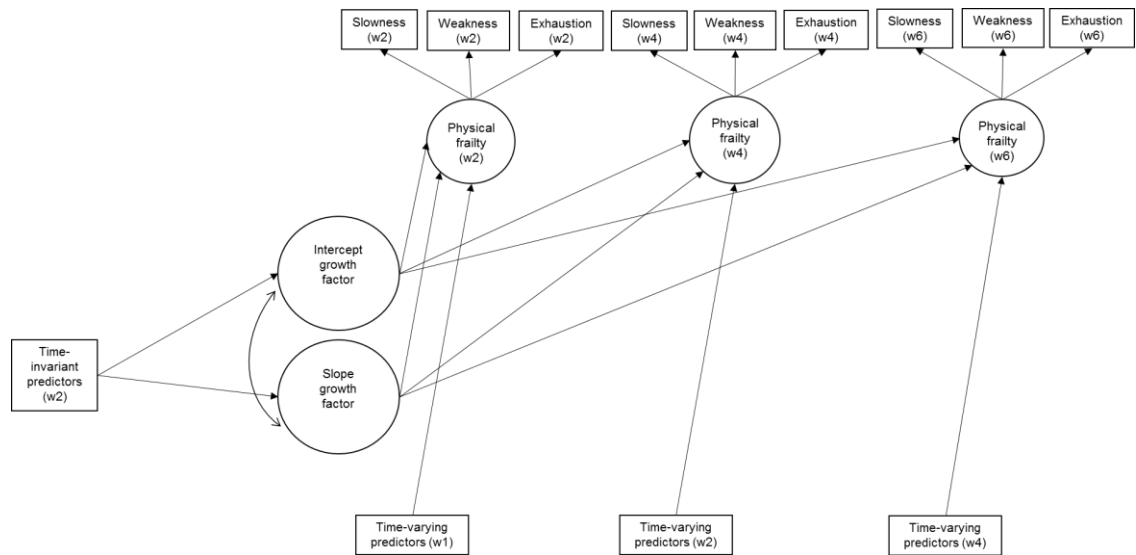 Slowness
(w2)
Weakness
(w2)
Exhaustion
(w2)
Slowness
(w4)
Weakness
(w4)
Exhaustion
(w4)
Slowness
(w6)
Weakness
(w6)
Exhaustion
(w6)
Physical
frailty
(w2)
Physical
frailty
(w4)
Physical
frailty
(w6)
Intercept
growth
factor
Time-
invariant
predictors
(w2)
Slope
growth
factor
Time-varying
predictors (w1)
Time-varying
predictors (w2)
Time-varying
predictors (w4)